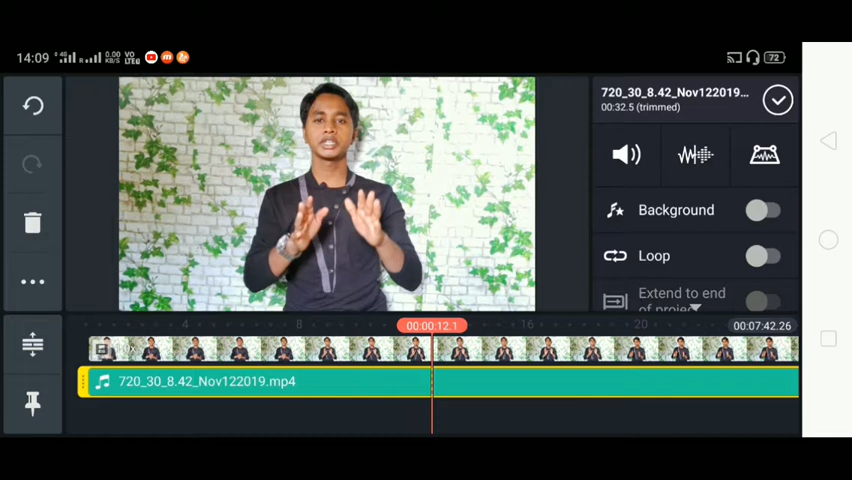 14:09 4G R 0.00 KB/S VO LTE 72
720_30_8.42_Nov122019...
00:32.5 (trimmed)
Background
Loop
Extend to end
of project
4 8 00:00:12.1 16 20 00:07:42.26
720_30_8.42_Nov122019.mp4